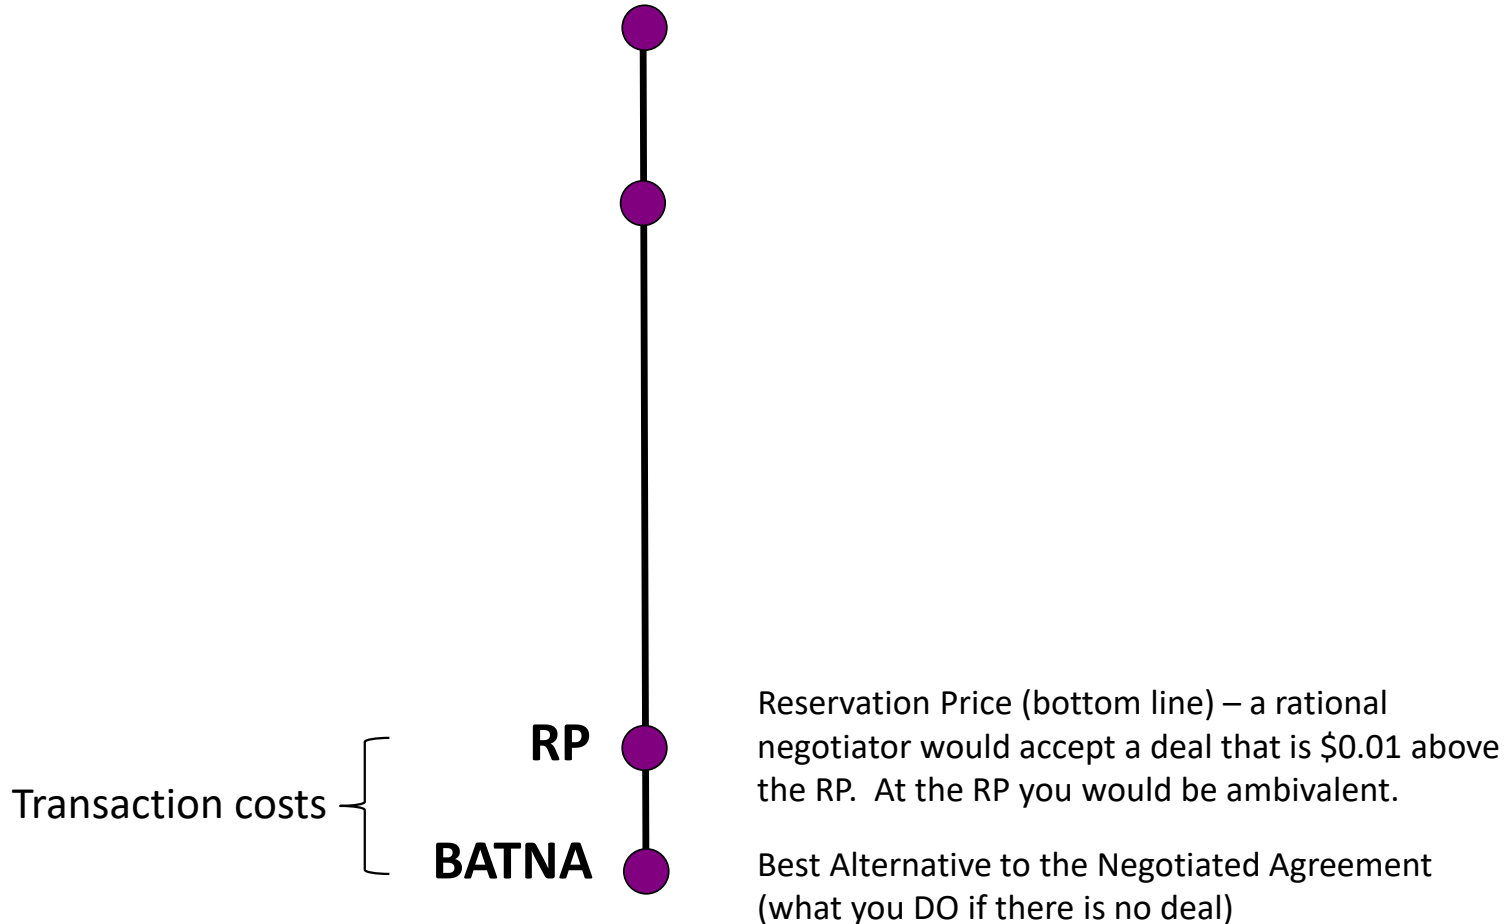 RP
Reservation Price (bottom line) – a rational
negotiator would accept a deal that is $0.01 above
the RP.  At the RP you would be ambivalent.
Transaction costs
BATNA
Best Alternative to the Negotiated Agreement
(what you DO if there is no deal)